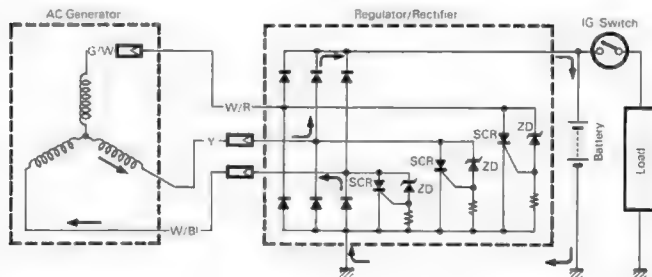 AC Generator
Regulator/Rectifier
IG Switch
G/W
W/R
Y
W/Bl
SCR
ZD
SCR
ZD
SCR
ZD
Battery
Load